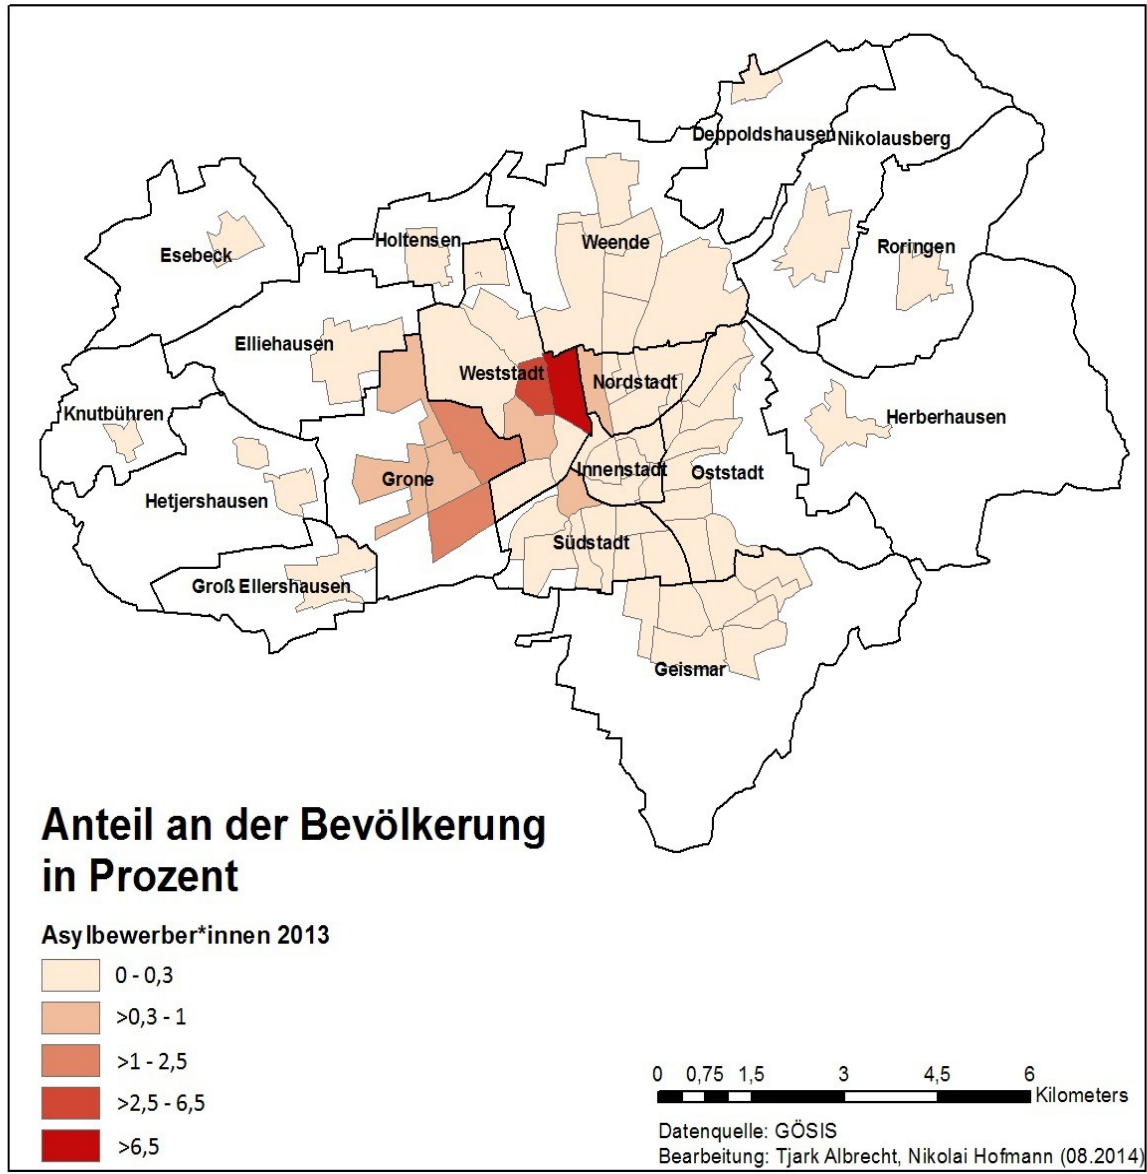 Deppoldshausen
Nikolausberg
Weende
Holtensen
Roringen
Esebeck
Elliehausen
Weststadt
Nordstadt
Knutbühren
Herberhausen
Innenstadt
Oststadt
Grone
Hetjershausen
Südstadt
Groß Ellershausen
Geismar
Anteil an der Bevölkerung
in Prozent
Asylbewerber*innen 2013
0 - 0,3
>0,3 - 1
>1 - 2,5
>2,5 - 6,5
>6,5
0 0,75 1,5 3 4,5 6
Kilometers
Datenquelle: GÖSIS
Bearbeitung: Tjark Albrecht, Nikolai Hofmann (08.2014)